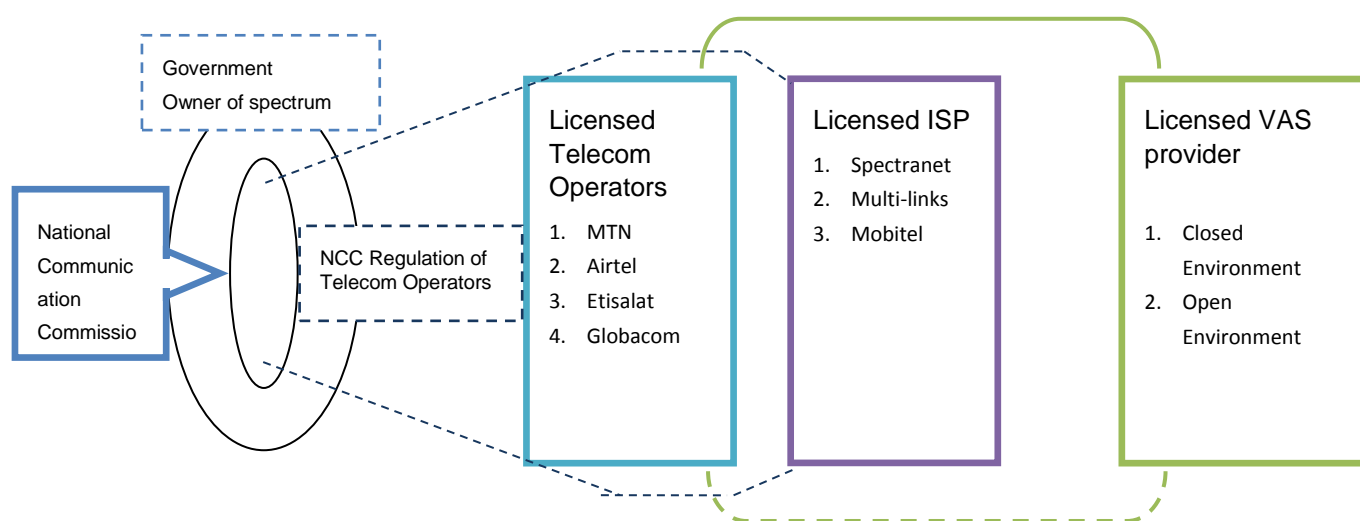 Government
Owner of spectrum
National
Communic
ation
Commissio
NCC Regulation of
Telecom Operators
Licensed
Telecom
Operators
1. MTN
2. Airtel
3. Etisalat
4. Globacom
Licensed ISP
1. Spectranet
2. Multi-links
3. Mobitel
Licensed VAS
provider
1. Closed
Environment
2. Open
Environment